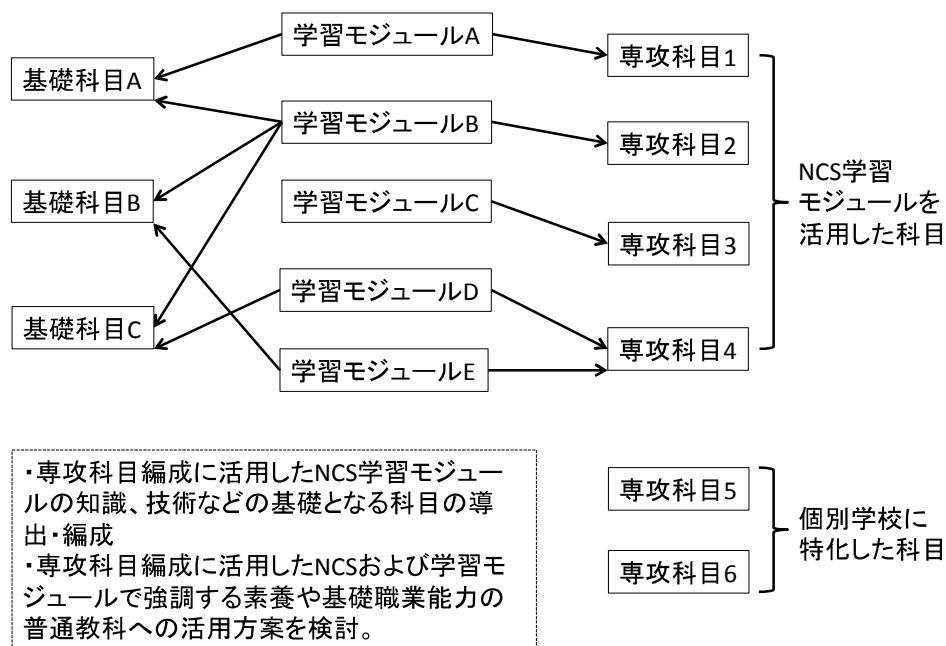 学習モジュールA
専攻科目1
基礎科目A
学習モジュールB
専攻科目2
基礎科目B
学習モジュールC
専攻科目3
学習モジュールD
基礎科目C
専攻科目4
学習モジュールE
NCS学習
モジュールを
活用した科目
・専攻科目編成に活用したNCS学習モジュー
ルの知識、技術などの基礎となる科目の導
出・編成
・専攻科目編成に活用したNCSおよび学習モ
ジュールで強調する素養や基礎職業能力の
普通教科への活用方案を検討。
専攻科目5
専攻科目6
個別学校に
特化した科目